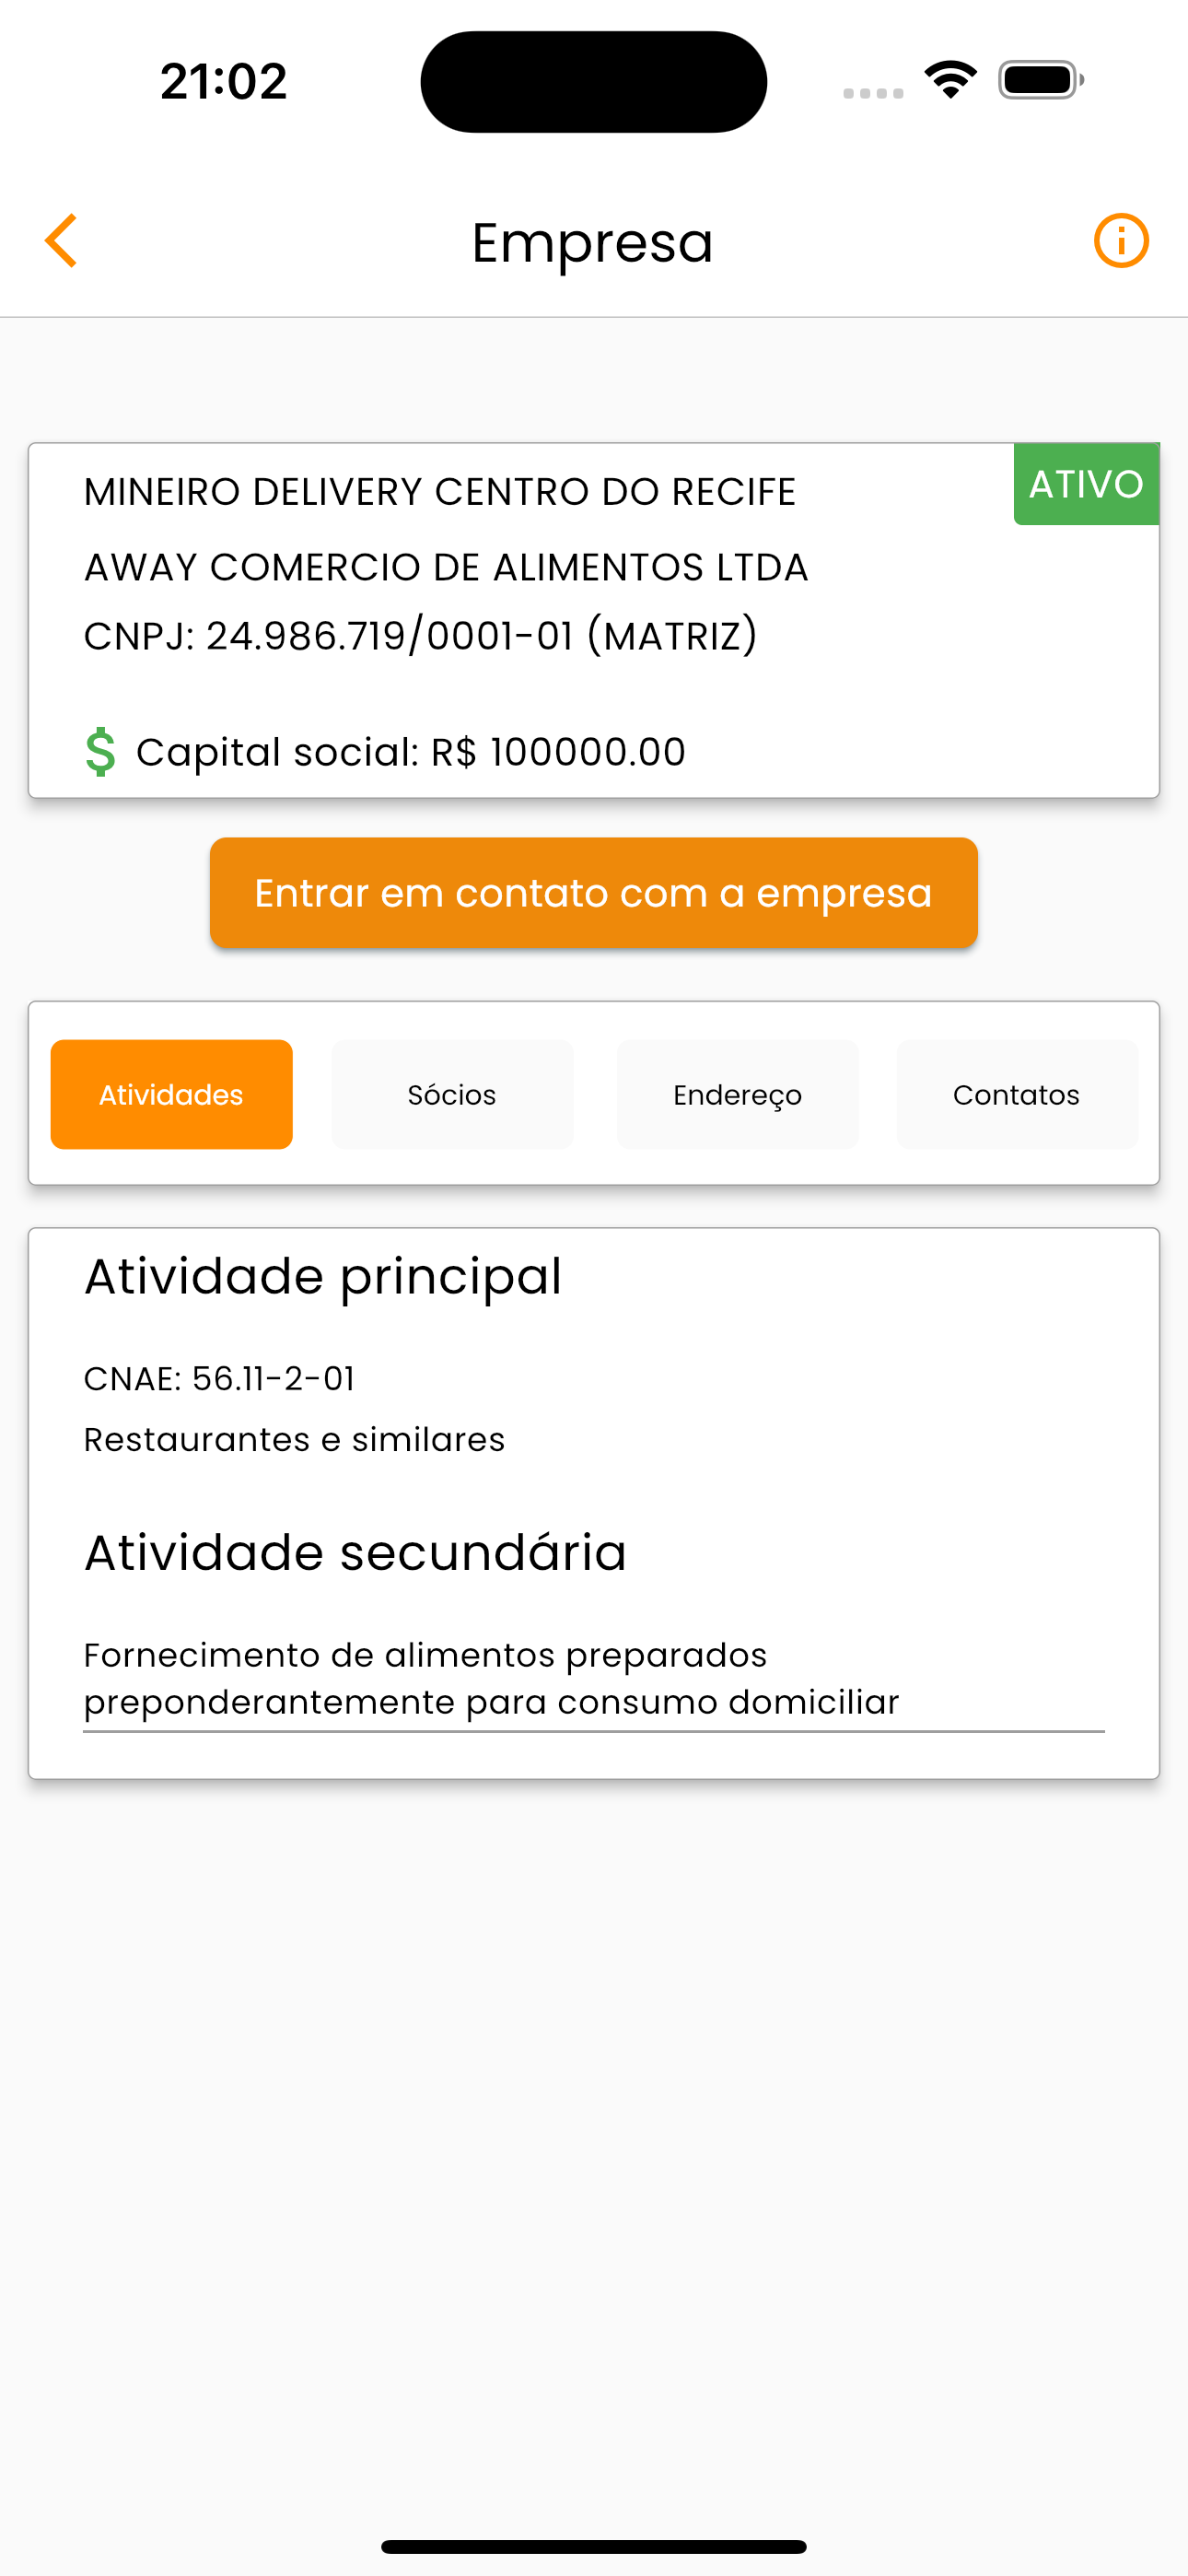 21:02
Empresa
MINEIRO DELIVERY CENTRO DO RECIFE
ATIVO
AWAY COMERCIO DE ALIMENTOS LTDA
CNPJ: 24.986.719/0001-01 (MATRIZ)
$ Capital social: R$ 100000.00
Entrar em contato com a empresa
Atividades Sócios Endereço Contatos
Atividade principal
CNAE: 56.11-2-01
Restaurantes e similares
Atividade secundária
Fornecimento de alimentos preparados
preponderantemente para consumo domiciliar